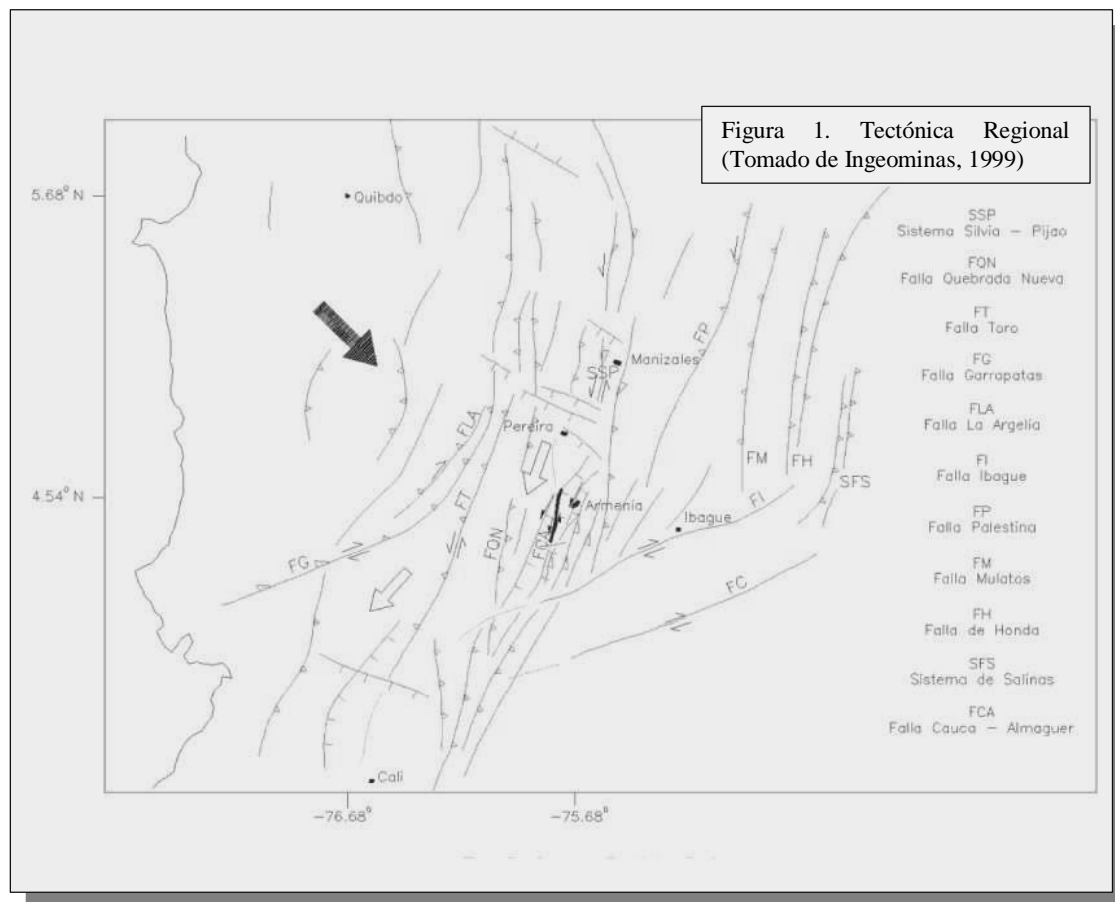 Figura 1. Tectónica Regional
(Tomado de Ingeominas, 1999)
5.68° N
Quibdo
SSP
Sistema Silvia - Pijao
FQN
Falla Quebrada Nueva
FT
Falla Toro
FP
Manizales
SSP
FG
Falla Garrapatas
FLA
Falla La Argelia
FLA
Pereira
FM
FH
SFS
FI
Falla Ibague
4.54° N
Armenia
FI
Ibague
FT
FQN
FCA
FP
Falla Palestina
FG
FC
FM
Falla Mulatos
FH
Falla de Honda
SFS
Sistema de Salinas
FCA
Falla Cauca - Almaguer
Cali
-76.68°
-75.68°